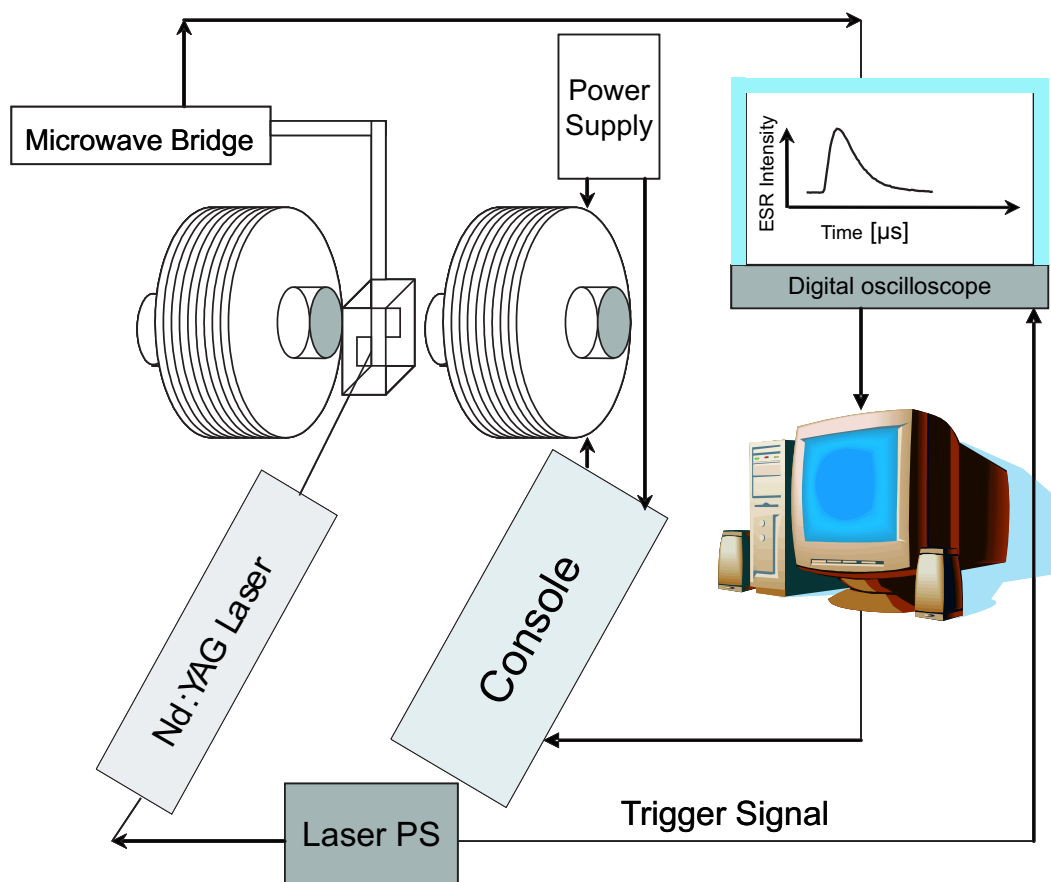 Microwave Bridge
Power
Supply
ESR Intensity
Time [µs]
Digital oscilloscope
Nd:YAG Laser
Console
Laser PS
Trigger Signal